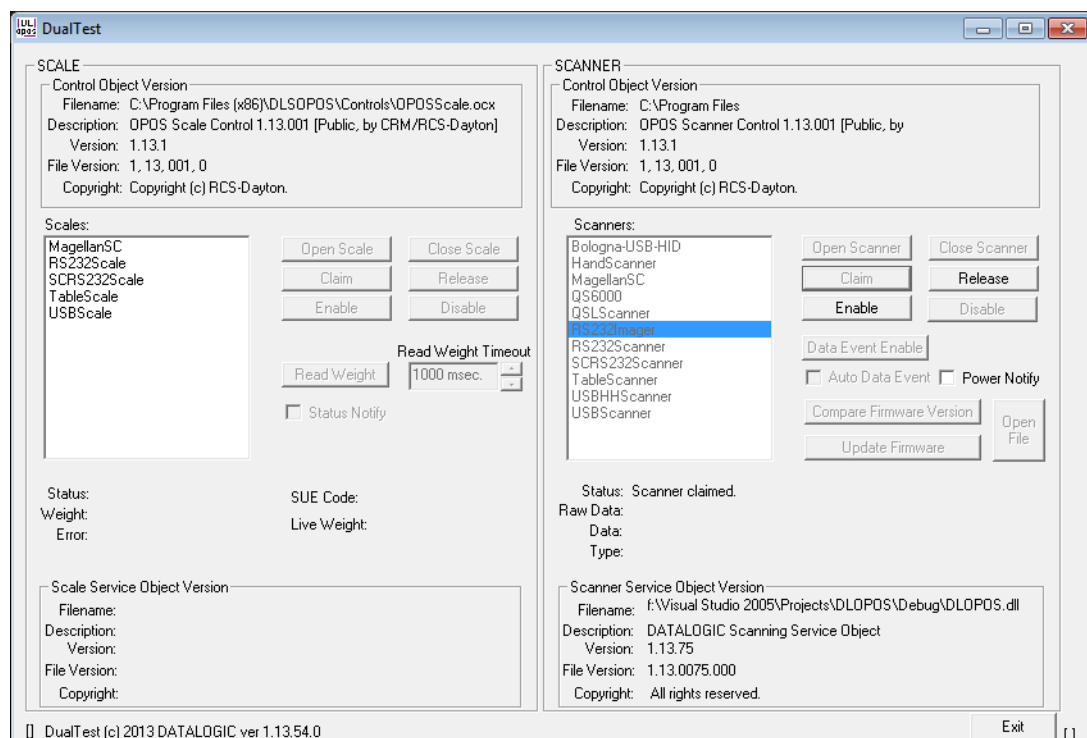 UL
opos
DualTest
SCALE
Control Object Version
Filename: C:\Program Files (x86)\DLSOPOS\Controls\OPOSScale.ocx
Description: OPOS Scale Control 1.13.001 [Public, by CRM/RCS-Dayton]
Version: 1.13.1
File Version: 1, 13, 001, 0
Copyright: Copyright (c) RCS-Dayton.
Scales:
MagellanSC
RS232Scale
SCRS232Scale
TableScale
USBScale
Open Scale
Close Scale
Claim
Release
Enable
Disable
Read Weight Timeout
Read Weight
1000 msec.
Status Notify
Status:
Weight:
Error:
SUE Code:
Live Weight:
Scale Service Object Version
Filename:
Description:
Version:
File Version:
Copyright:
SCANNER
Control Object Version
Filename: C:\Program Files
Description: OPOS Scanner Control 1.13.001 [Public, by
Version: 1.13.1
File Version: 1, 13, 001, 0
Copyright: Copyright (c) RCS-Dayton.
Scanners:
Bologna-USB-HID
HandScanner
MagellanSC
QS6000
QSLScanner
RS232Imager
RS232Scanner
SCRS232Scanner
TableScanner
USBHHScanner
USBScanner
Open Scanner
Close Scanner
Claim
Release
Enable
Disable
Data Event Enable
Auto Data Event
Power Notify
Compare Firmware Version
Open File
Update Firmware
Status: Scanner claimed.
Raw Data:
Data:
Type:
Scanner Service Object Version
Filename: f:\Visual Studio 2005\Projects\DLOPOS\Debug\DLOPOS.dll
Description: DATALOGIC Scanning Service Object
Version: 1.13.75
File Version: 1.13.0075.000
Copyright: All rights reserved.
[] DualTest (c) 2013 DATALOGIC ver 1.13.54.0
Exit
[ ]